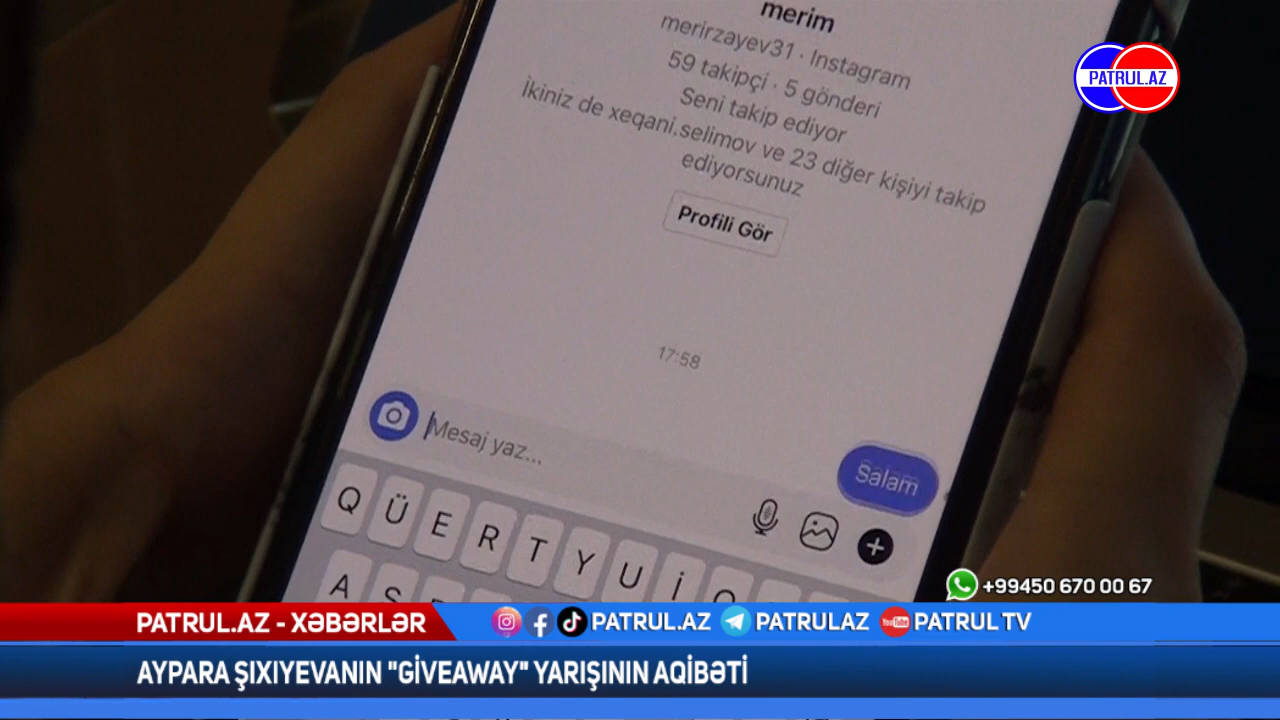 merim
merirzayev31 · Instagram
59 takipçi · 5 gönderi
Seni takip ediyor
İkiniz de xeqani.selimov ve 23 diğer kişiyi takip
ediyorsunuz
Profili Gör
PATRUL.AZ
17:58
Mesaj yaz...
Salam
Q Ü E R T Y U İ O
A S
+99450 670 00 67
PATRUL.AZ - XƏBƏRLƏR
PATRUL.AZ PATRULAZ YouTube PATRUL TV
AYPARA ŞIXIYEVANIN "GİVEAWAY" YARIŞININ AQİBƏTİ